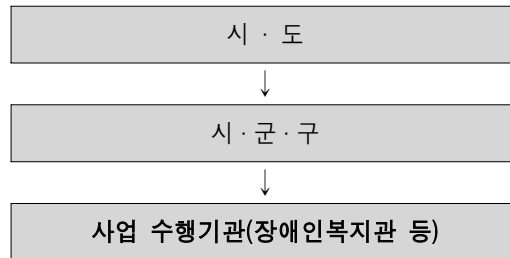 시 · 도
↓
시 · 군 · 구
↓
사업 수행기관(장애인복지관 등)